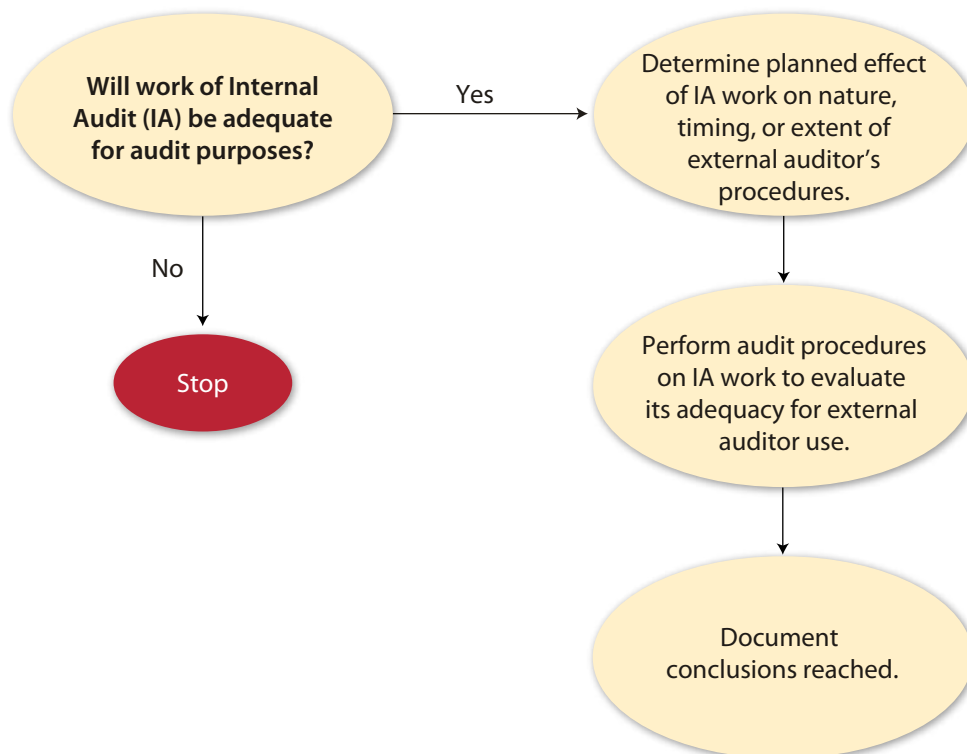 Will work of Internal
Audit (IA) be adequate
for audit purposes?
Yes
Determine planned effect
of IA work on nature,
timing, or extent of
external auditor’s
procedures.
No
Stop
Perform audit procedures
on IA work to evaluate
its adequacy for external
auditor use.
Document
conclusions reached.